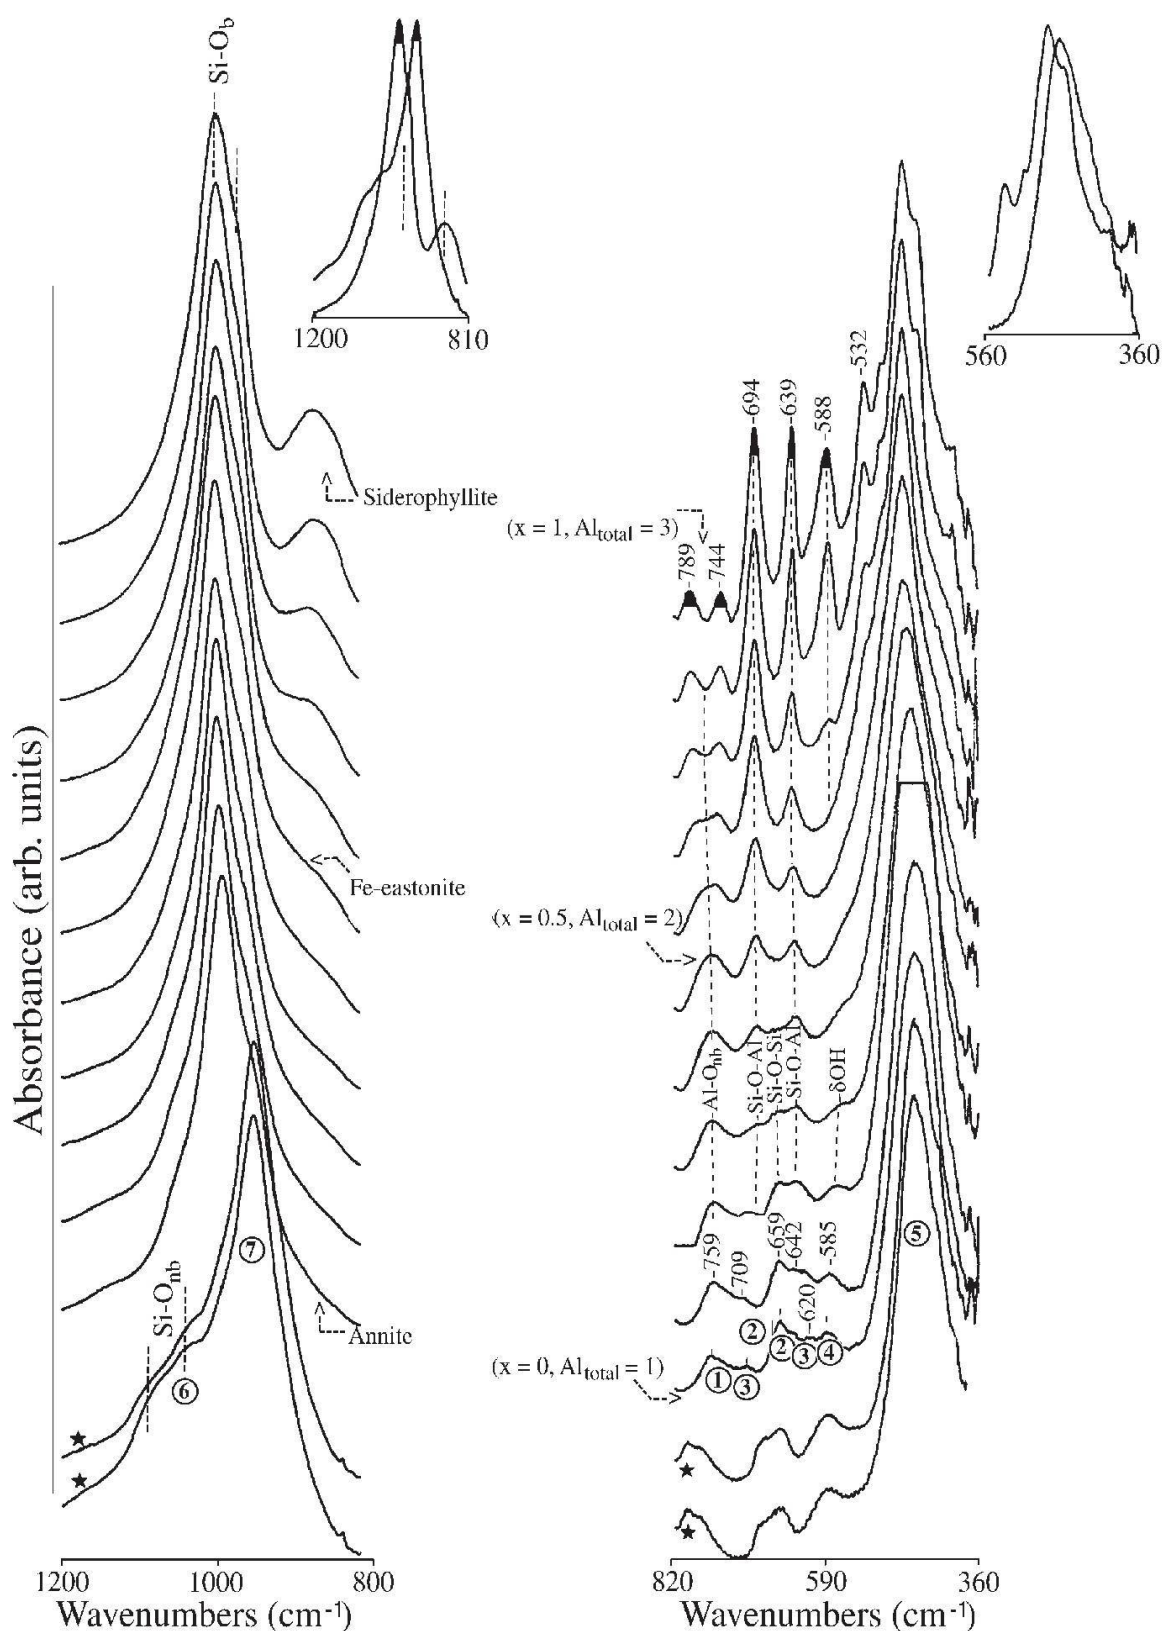 Absorbance (arb. units)
Si-O_b
1200
810
Siderophyllite
Fe-eastonite
Annite
Si-O_nb
⑥
⑦
★
★
1200
1000
800
Wavenumbers (cm⁻¹)
560
360
694
639
588
532
789
744
(x = 1, Al_total = 3)
(x = 0.5, Al_total = 2)
(x = 0, Al_total = 1)
Al-O_nb
Si-O-Al
Si-O-Si
Si-O-Al
δOH
759
709
659
642
585
620
①
③
②
②
③
④
⑤
★
★
820
590
360
Wavenumbers (cm⁻¹)